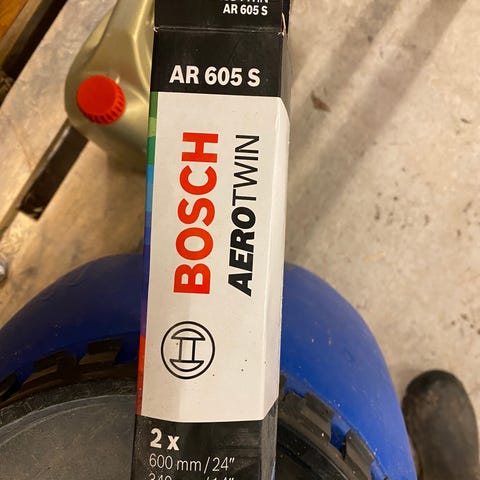 AR 605 S
AR 605 S
BOSCH
AEROTWIN
2 x
600 mm / 24"